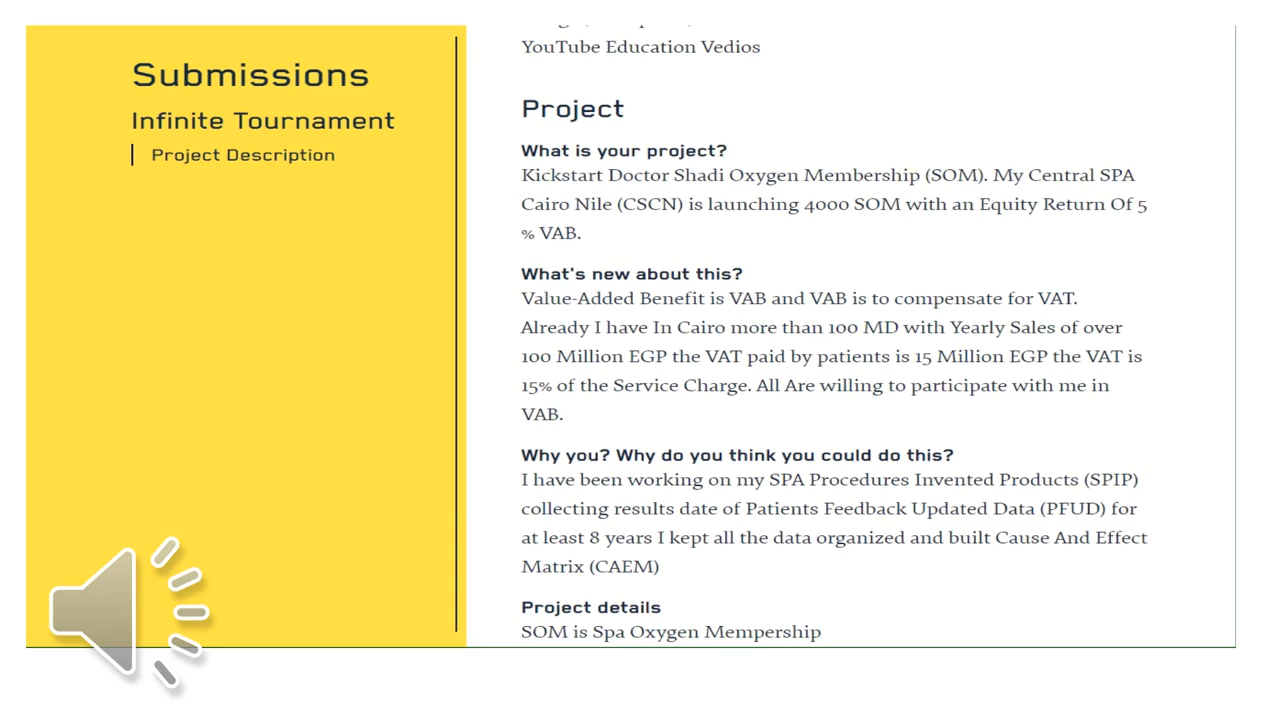 Submissions
Infinite Tournament
Project Description
YouTube Education Vedios
Project
What is your project?
Kickstart Doctor Shadi Oxygen Membership (SOM). My Central SPA
Cairo Nile (CSCN) is launching 4000 SOM with an Equity Return Of 5
% VAB.
What's new about this?
Value-Added Benefit is VAB and VAB is to compensate for VAT.
Already I have In Cairo more than 100 MD with Yearly Sales of over
100 Million EGP the VAT paid by patients is 15 Million EGP the VAT is
15% of the Service Charge. All Are willing to participate with me in
VAB.
Why you? Why do you think you could do this?
I have been working on my SPA Procedures Invented Products (SPIP)
collecting results date of Patients Feedback Updated Data (PFUD) for
at least 8 years I kept all the data organized and built Cause And Effect
Matrix (CAEM)
Project details
SOM is Spa Oxygen Mempership